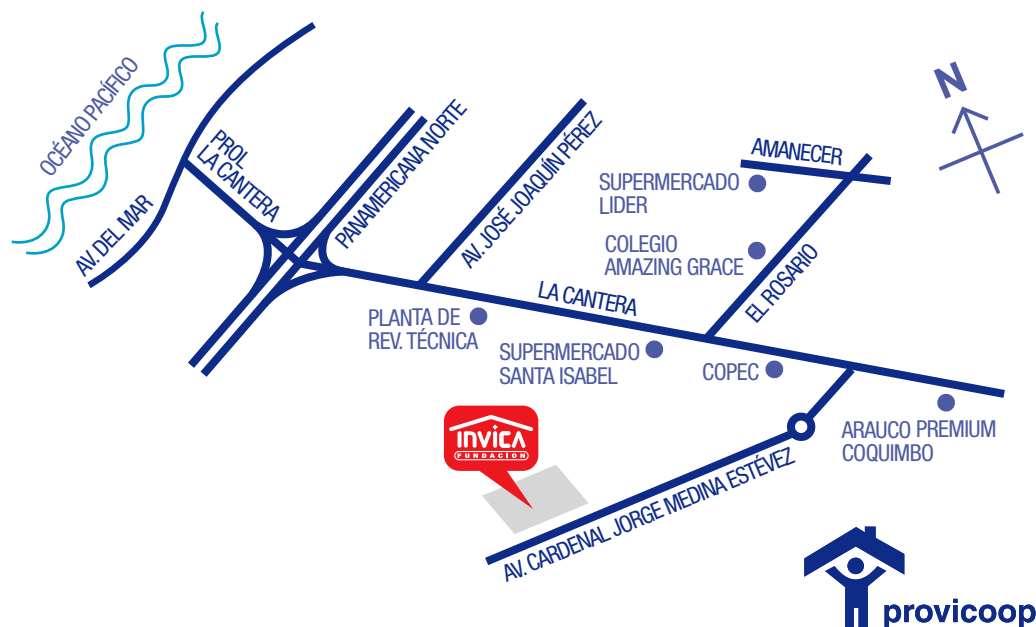 OCÉANO PACÍFICO
AV. DEL MAR
PROL.
LA CANTERA
PANAMERICANA NORTE
AV. JOSÉ JOAQUÍN PÉREZ
N
AMANECER
SUPERMERCADO
LIDER
COLEGIO
AMAZING GRACE
EL ROSARIO
LA CANTERA
PLANTA DE
REV. TÉCNICA
SUPERMERCADO
SANTA ISABEL
COPEC
ARAUCO PREMIUM
COQUIMBO
INVICA
FUNDACION
AV. CARDENAL JORGE MEDINA ESTÉVEZ
provicoop